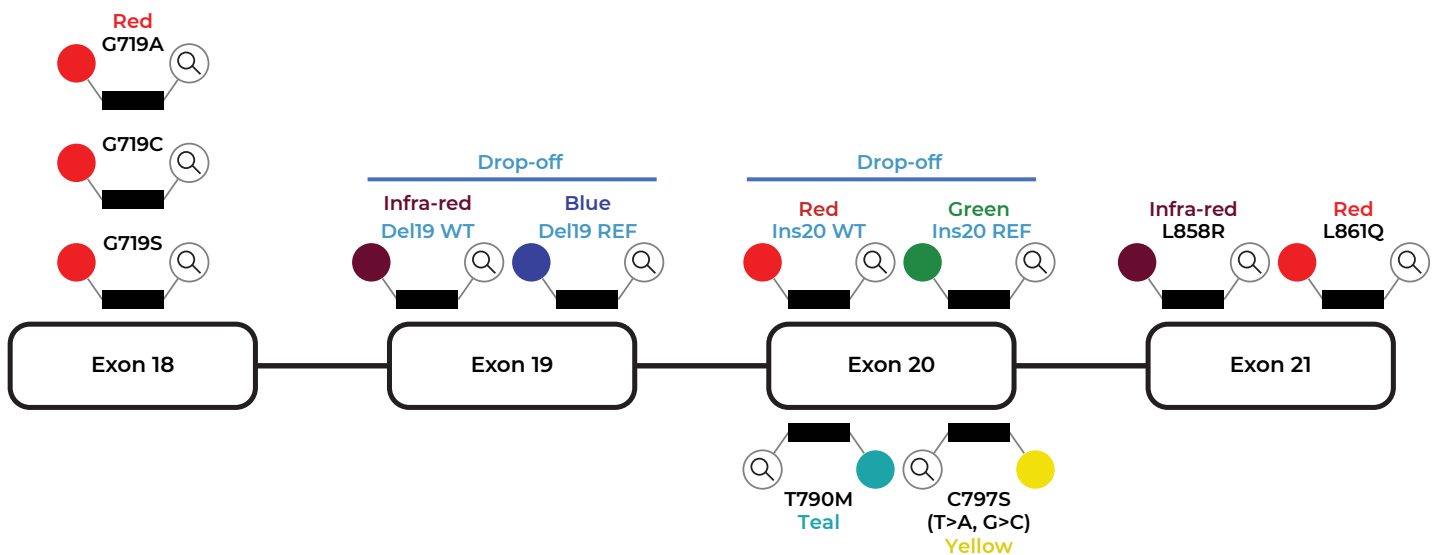 Red
G719A
G719C
G719S
Drop-off
Infra-red
Del19 WT
Blue
Del19 REF
Drop-off
Red
Ins20 WT
Green
Ins20 REF
Infra-red
L858R
Red
L861Q
Exon 18
Exon 19
Exon 20
Exon 21
T790M
Teal
C797S
(T>A, G>C)
Yellow